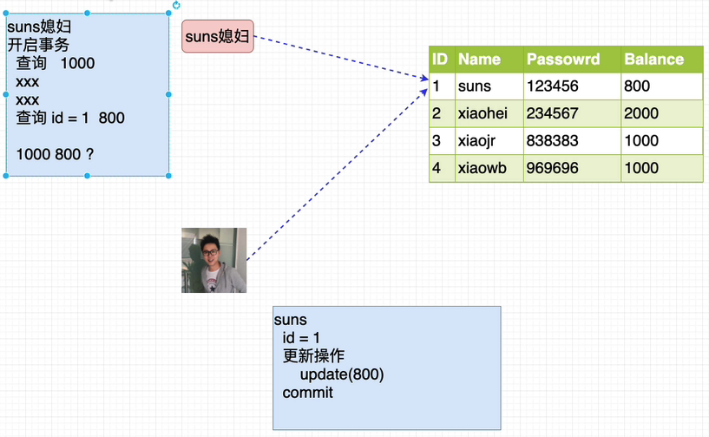 suns媳妇
开启事务
查询 1000
xxx
xxx
查询 id = 1 800
1000 800 ?
suns媳妇
ID Name Passowrd Balance
1 suns 123456 800
2 xiaohei 234567 2000
3 xiaojr 838383 1000
4 xiaowb 969696 1000
suns
id = 1
更新操作
update(800)
commit